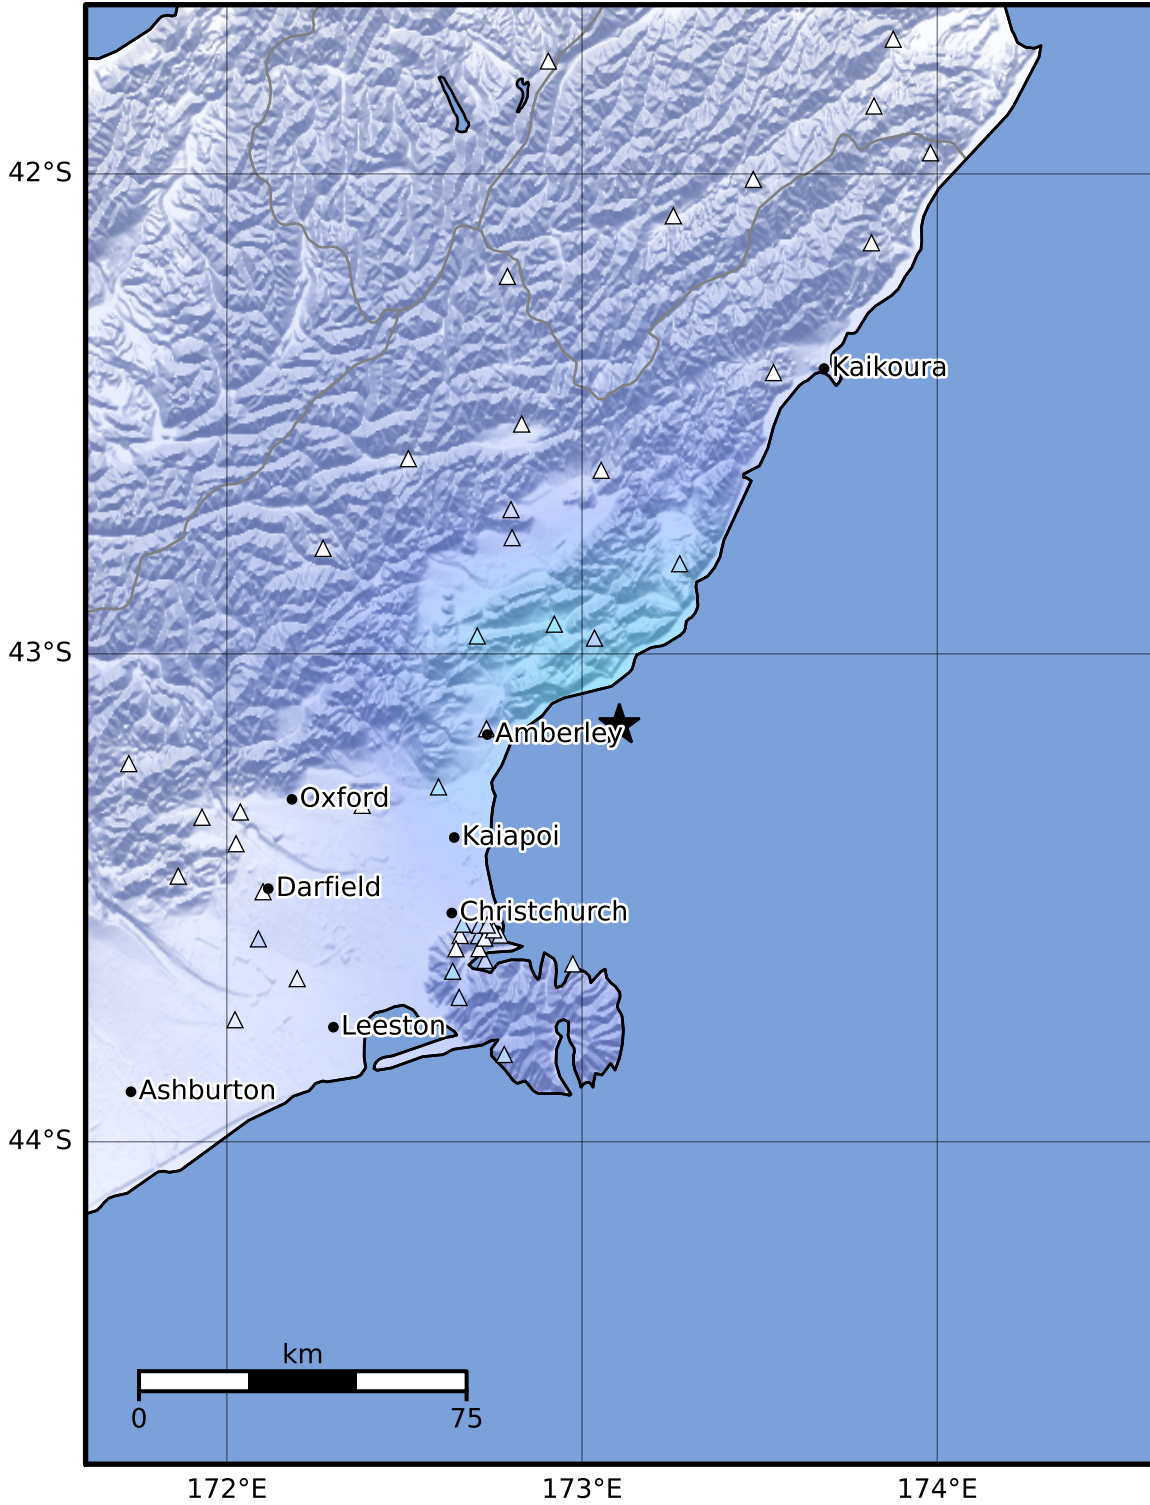 42°S
Kaikoura
43°S
Amberley
Oxford
Kaiapoi
Darfield
Christchurch
Leeston
Ashburton
44°S
km
0 75
172°E 173°E 174°E